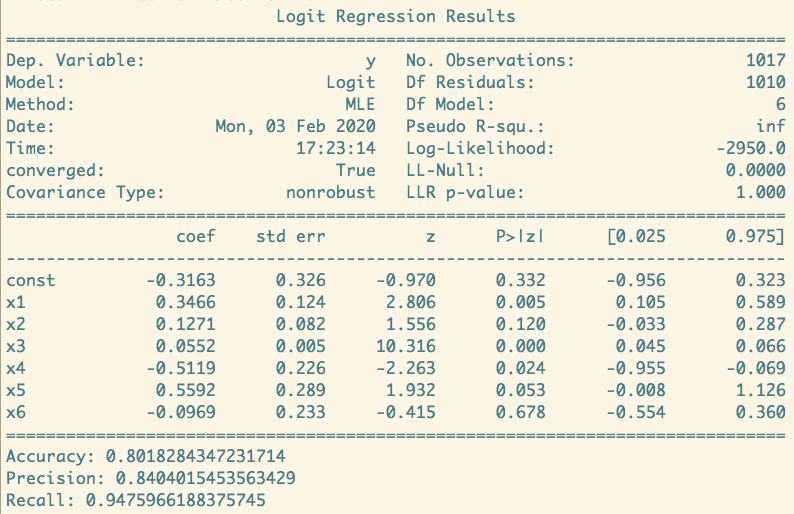 Logit Regression Results
==============================================================================
Dep. Variable:                      y   No. Observations:                 1017
Model:                          Logit   Df Residuals:                     1010
Method:                           MLE   Df Model:                            6
Date:                Mon, 03 Feb 2020   Pseudo R-squ.:                     inf
Time:                        17:23:14   Log-Likelihood:                -2950.0
converged:                       True   LL-Null:                        0.0000
Covariance Type:            nonrobust   LLR p-value:                     1.000
==============================================================================
                 coef    std err          z      P>|z|      [0.025      0.975]
------------------------------------------------------------------------------
const         -0.3163      0.326     -0.970      0.332      -0.956       0.323
x1             0.3466      0.124      2.806      0.005       0.105       0.589
x2             0.1271      0.082      1.556      0.120      -0.033       0.287
x3             0.0552      0.005     10.316      0.000       0.045       0.066
x4            -0.5119      0.226     -2.263      0.024      -0.955      -0.069
x5             0.5592      0.289      1.932      0.053      -0.008       1.126
x6            -0.0969      0.233     -0.415      0.678      -0.554       0.360
==============================================================================
Accuracy: 0.8018284347231714
Precision: 0.8404015453563429
Recall: 0.9475966188375745